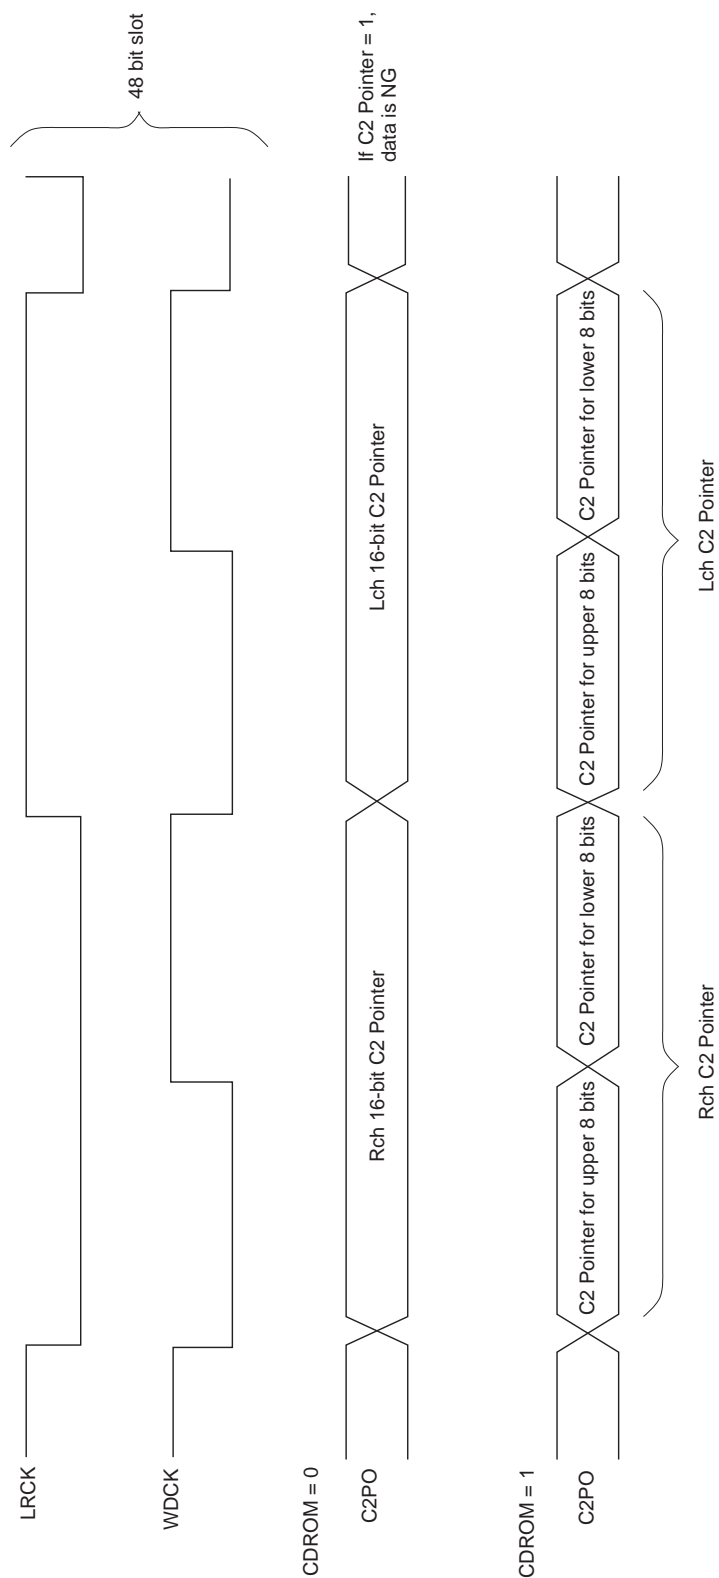 LRCK
48 bit slot
WDCK
CDROM = 0
C2PO
Rch 16-bit C2 Pointer
Lch 16-bit C2 Pointer
If C2 Pointer = 1,
data is NG
CDROM = 1
C2PO
C2 Pointer for upper 8 bits
C2 Pointer for lower 8 bits
C2 Pointer for upper 8 bits
C2 Pointer for lower 8 bits
Rch C2 Pointer
Lch C2 Pointer